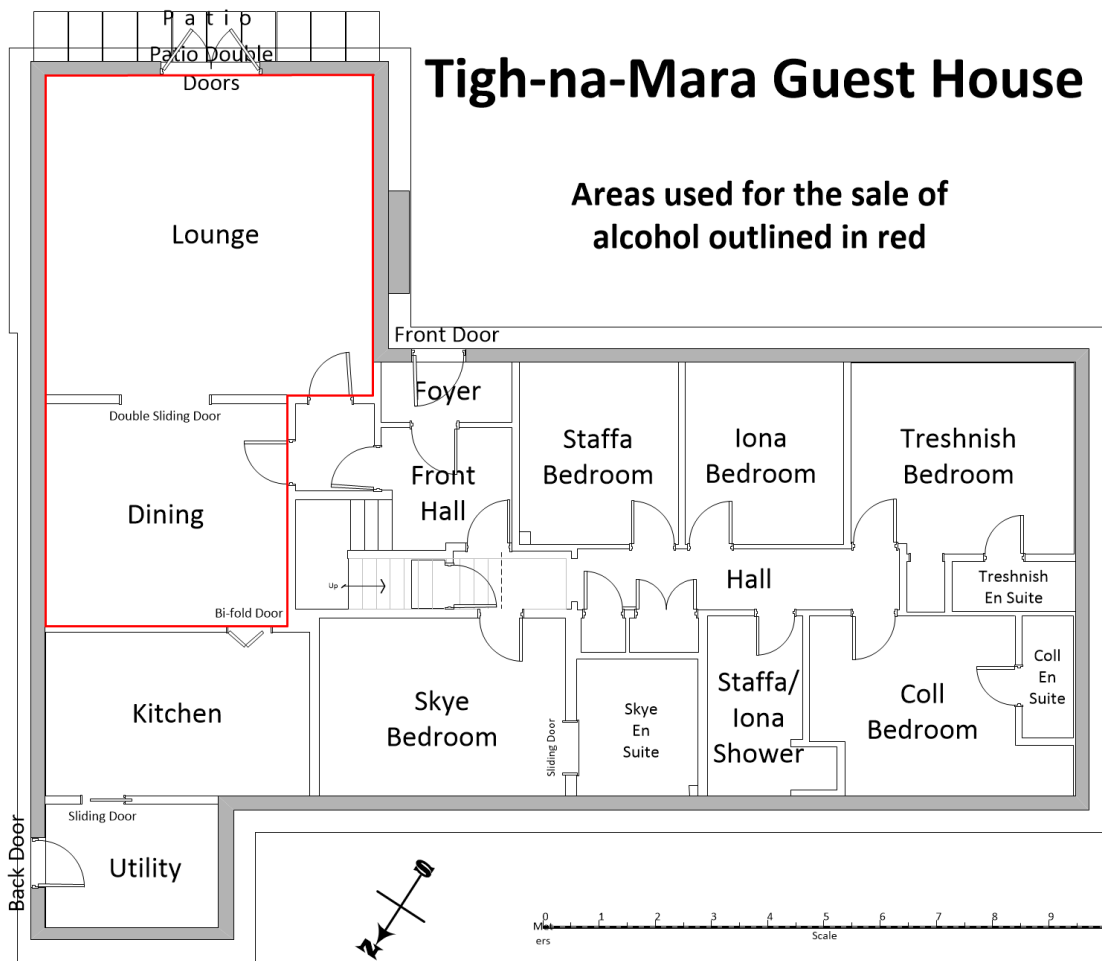 Patio
Patio Double
Doors
Tigh-na-Mara Guest House
Areas used for the sale of
alcohol outlined in red
Lounge
Front Door
Foyer
Double Sliding Door
Staffa
Bedroom
Iona
Bedroom
Treshnish
Bedroom
Front
Hall
Dining
Up
Hall
Treshnish
En Suite
Bi-fold Door
Kitchen
Skye
Bedroom
Sliding Door
Skye
En
Suite
Staffa/
Iona
Shower
Coll
Bedroom
Coll
En
Suite
Sliding Door
Back Door
Utility
N
S
0 1 2 3 4 5 6 7 8 9
Met
ers
Scale